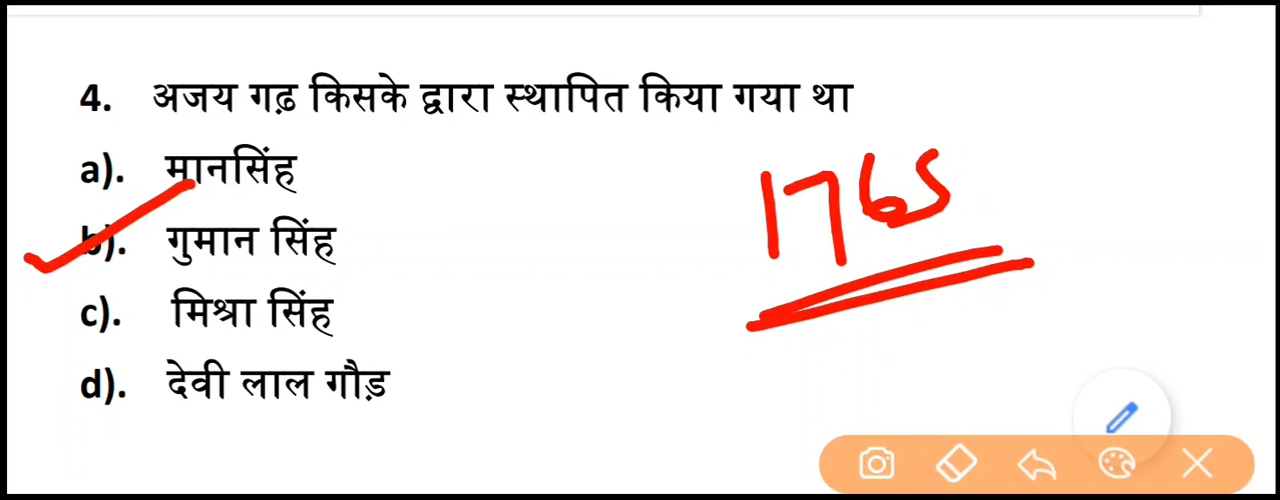 4. अजय गढ़ किसके द्वारा स्थापित किया गया था
a). मानसिंह
1765
b). गुमान सिंह
c). मिश्रा सिंह
d). देवी लाल गौड़